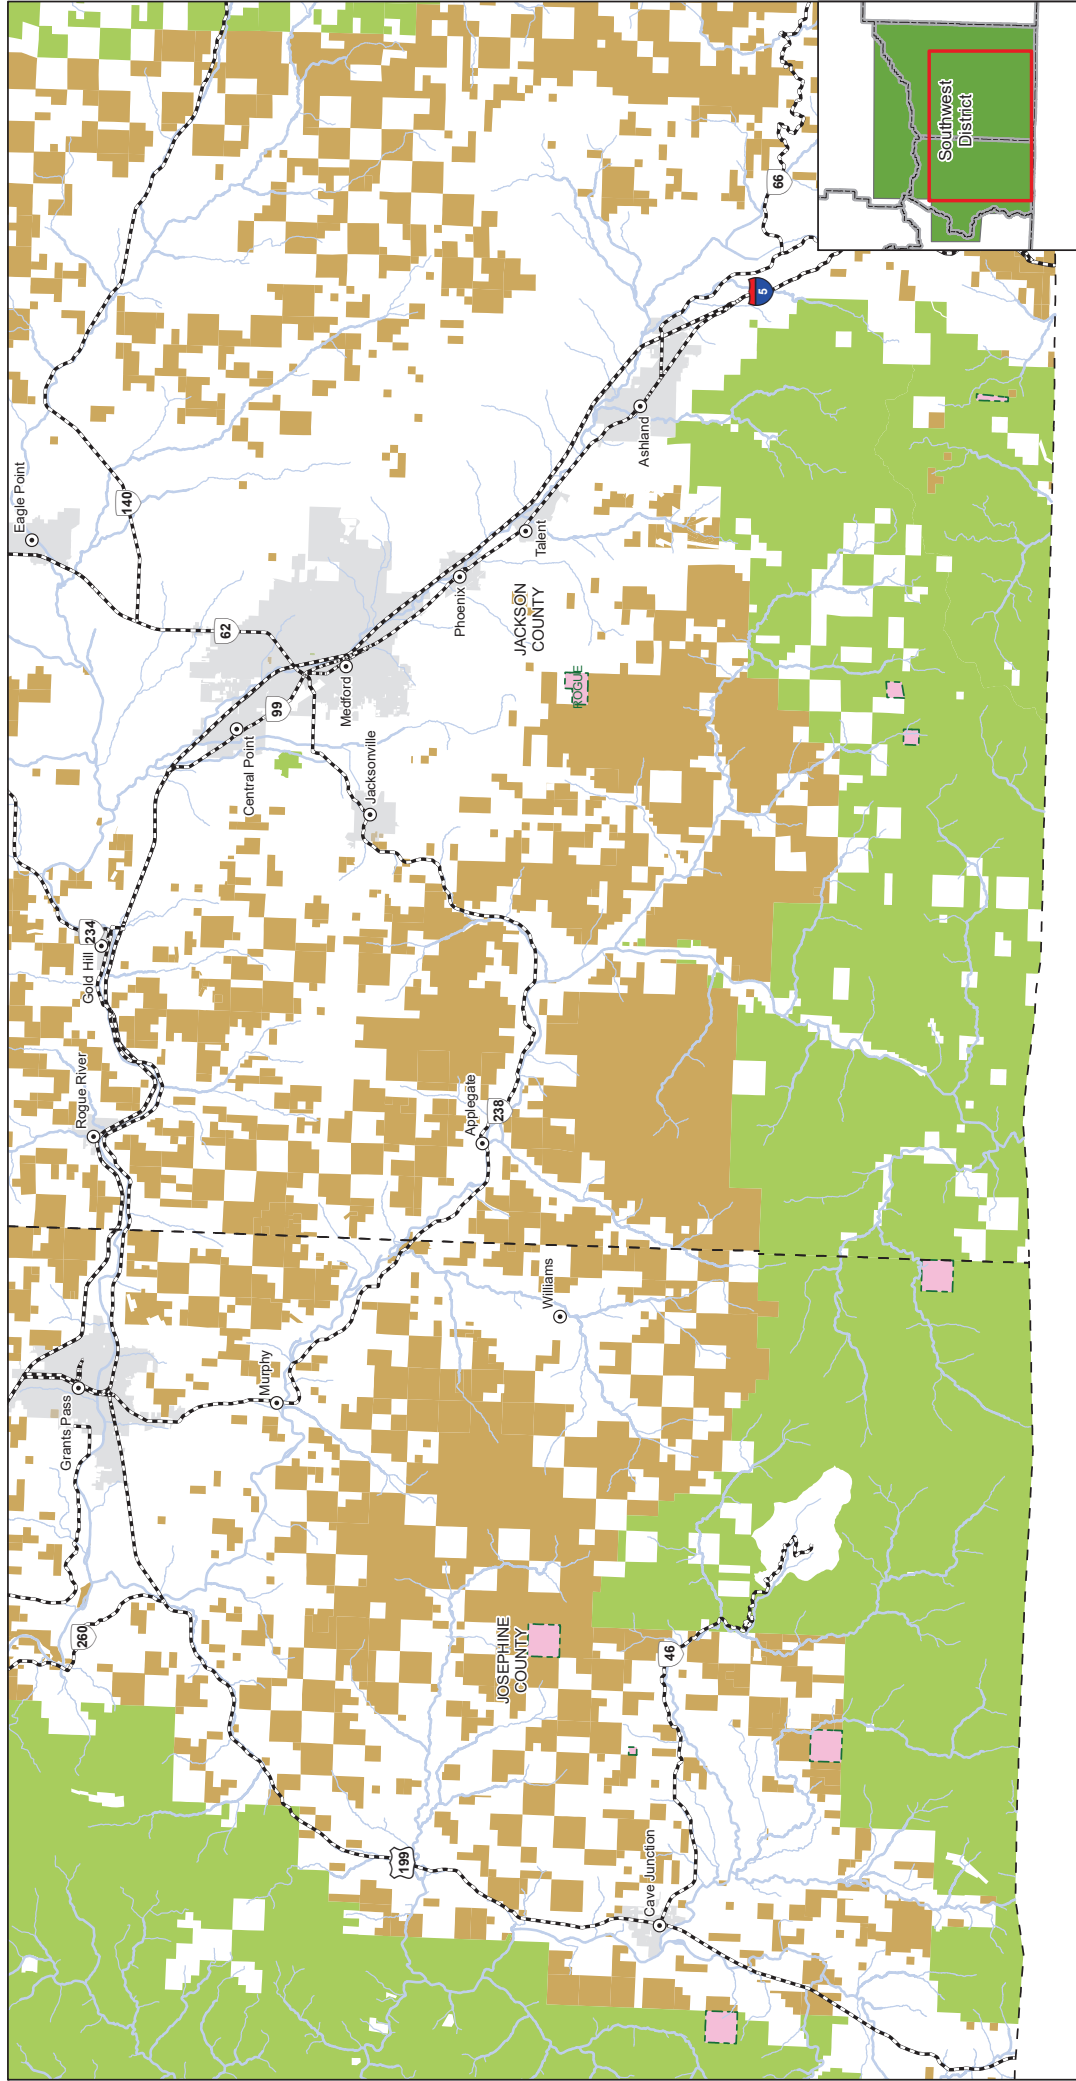 Eagle Point
140
62
Medford
99
Central Point
Jacksonville
Phoenix
Talent
Ashland
5
66
JACKSON
COUNTY
ROGUE
234
Gold Hill
Rogue River
Applegate
238
Williams
Murphy
Grants Pass
260
199
JOSEPHINE
COUNTY
46
Cave Junction
Southwest
District